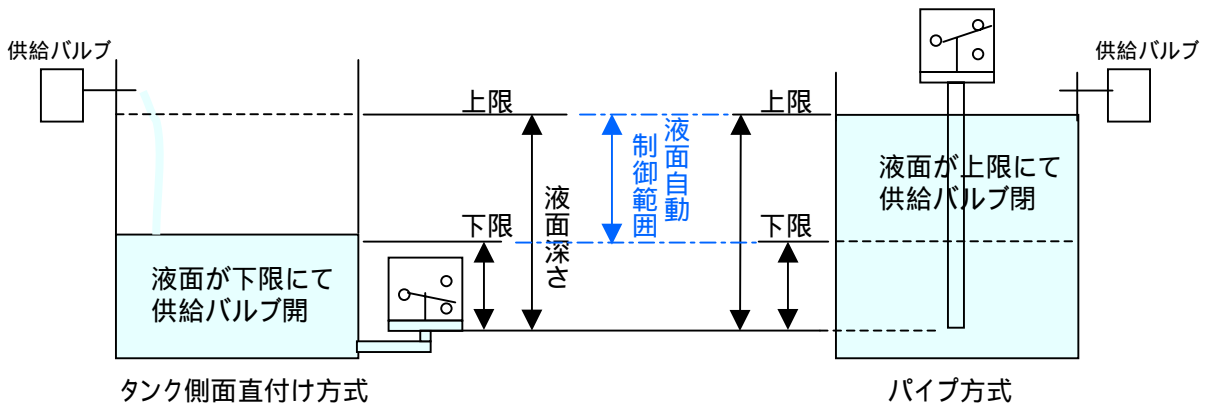 供給バルブ
上限
下限
液面が下限にて
供給バルブ開
タンク側面直付け方式
液面深さ
液面自動
制御範囲
上限
下限
供給バルブ
液面が上限にて
供給バルブ閉
パイプ方式